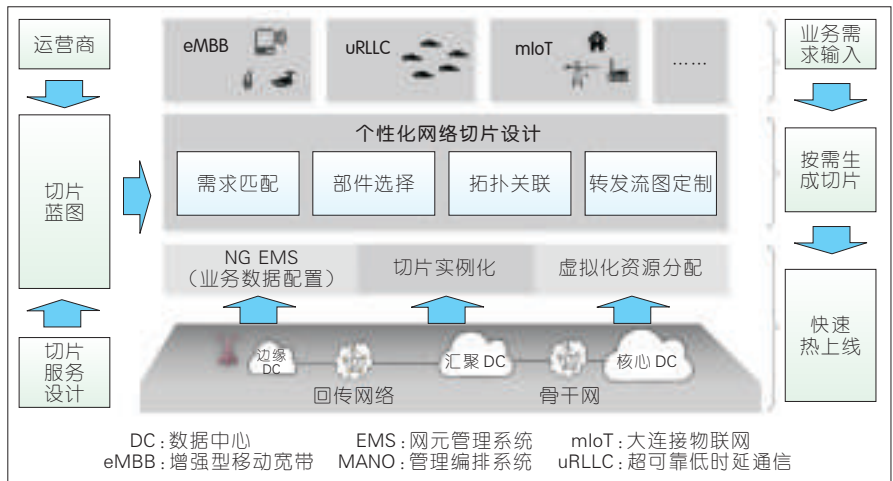 运营商
切片
蓝图
切片
服务
设计
eMBB
uRLLC
mIoT
……
个性化网络切片设计
需求匹配
部件选择
拓扑关联
转发流图定制
NG EMS
（业务数据配置）
切片实例化
虚拟化资源分配
边缘
DC
汇聚 DC
核心 DC
回传网络
骨干网
业务需
求输入
按需生
成切片
快速
热上线
DC：数据中心 EMS：网元管理系统 mIoT：大连接物联网
eMBB：增强型移动宽带 MANO：管理编排系统 uRLLC：超可靠低时延通信